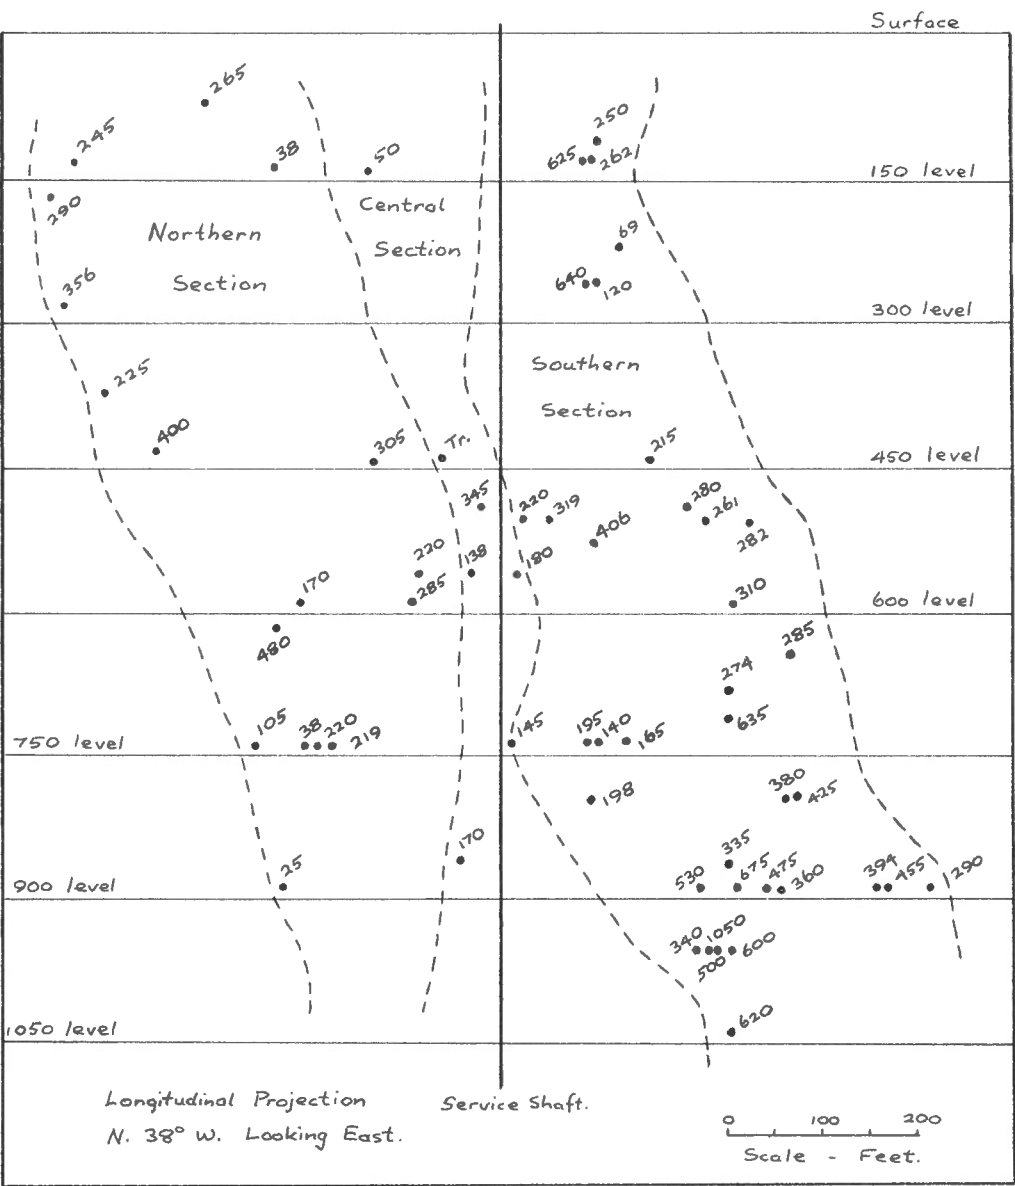 Surface
265
250
245
38
50
625
262
150 level
290
Central
Northern
Section
69
Section
356
640
120
300 level
Southern
225
Section
400
305
Tr.
215
450 level
345
220
319
280
261
406
282
220
138
180
170
285
310
600 level
480
285
274
635
105
38
220
219
145
195
140
165
750 level
198
380
425
170
335
25
530
675
475
360
394
455
290
900 level
340
1050
500
600
620
1050 level
Longitudinal Projection
Service Shaft.
N. 38° W. Looking East.
0 100 200
Scale - Feet.